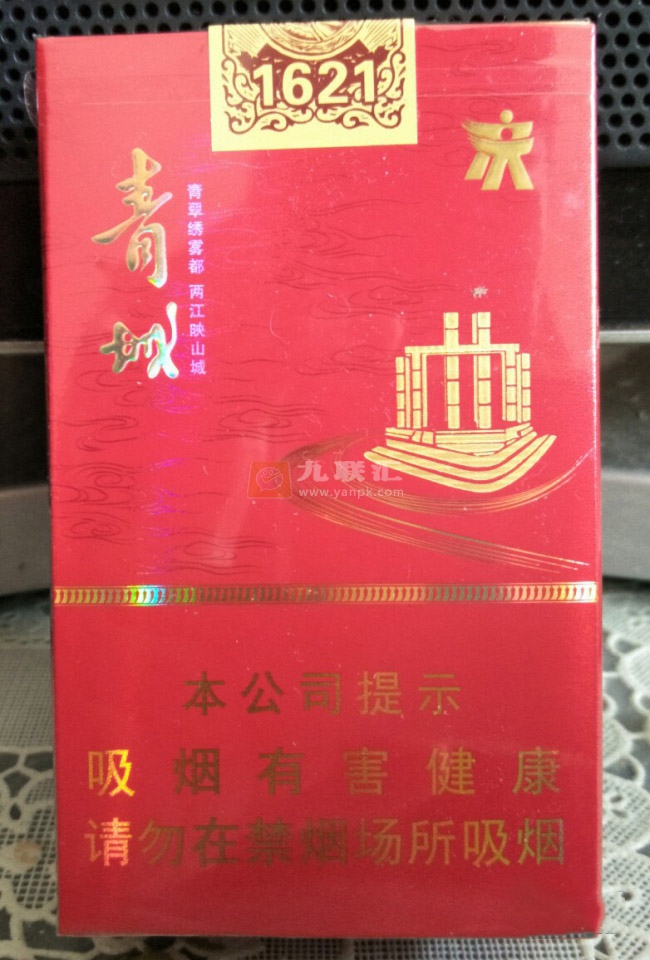 1621
青城
青翠绣雾都 两江映山城
九联汇
www.yanpk.com
本公司提示
吸烟有害健康
请勿在禁烟场所吸烟